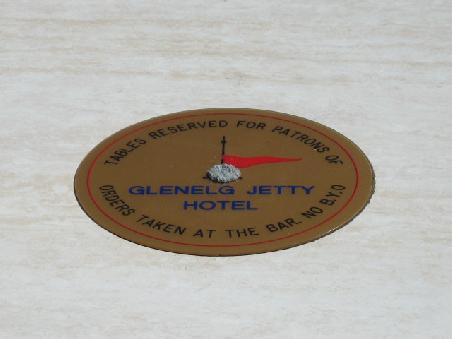 TABLES RESERVED FOR PATRONS OF
GLENELG JETTY
HOTEL
ORDERS TAKEN AT THE BAR. NO B.Y.O